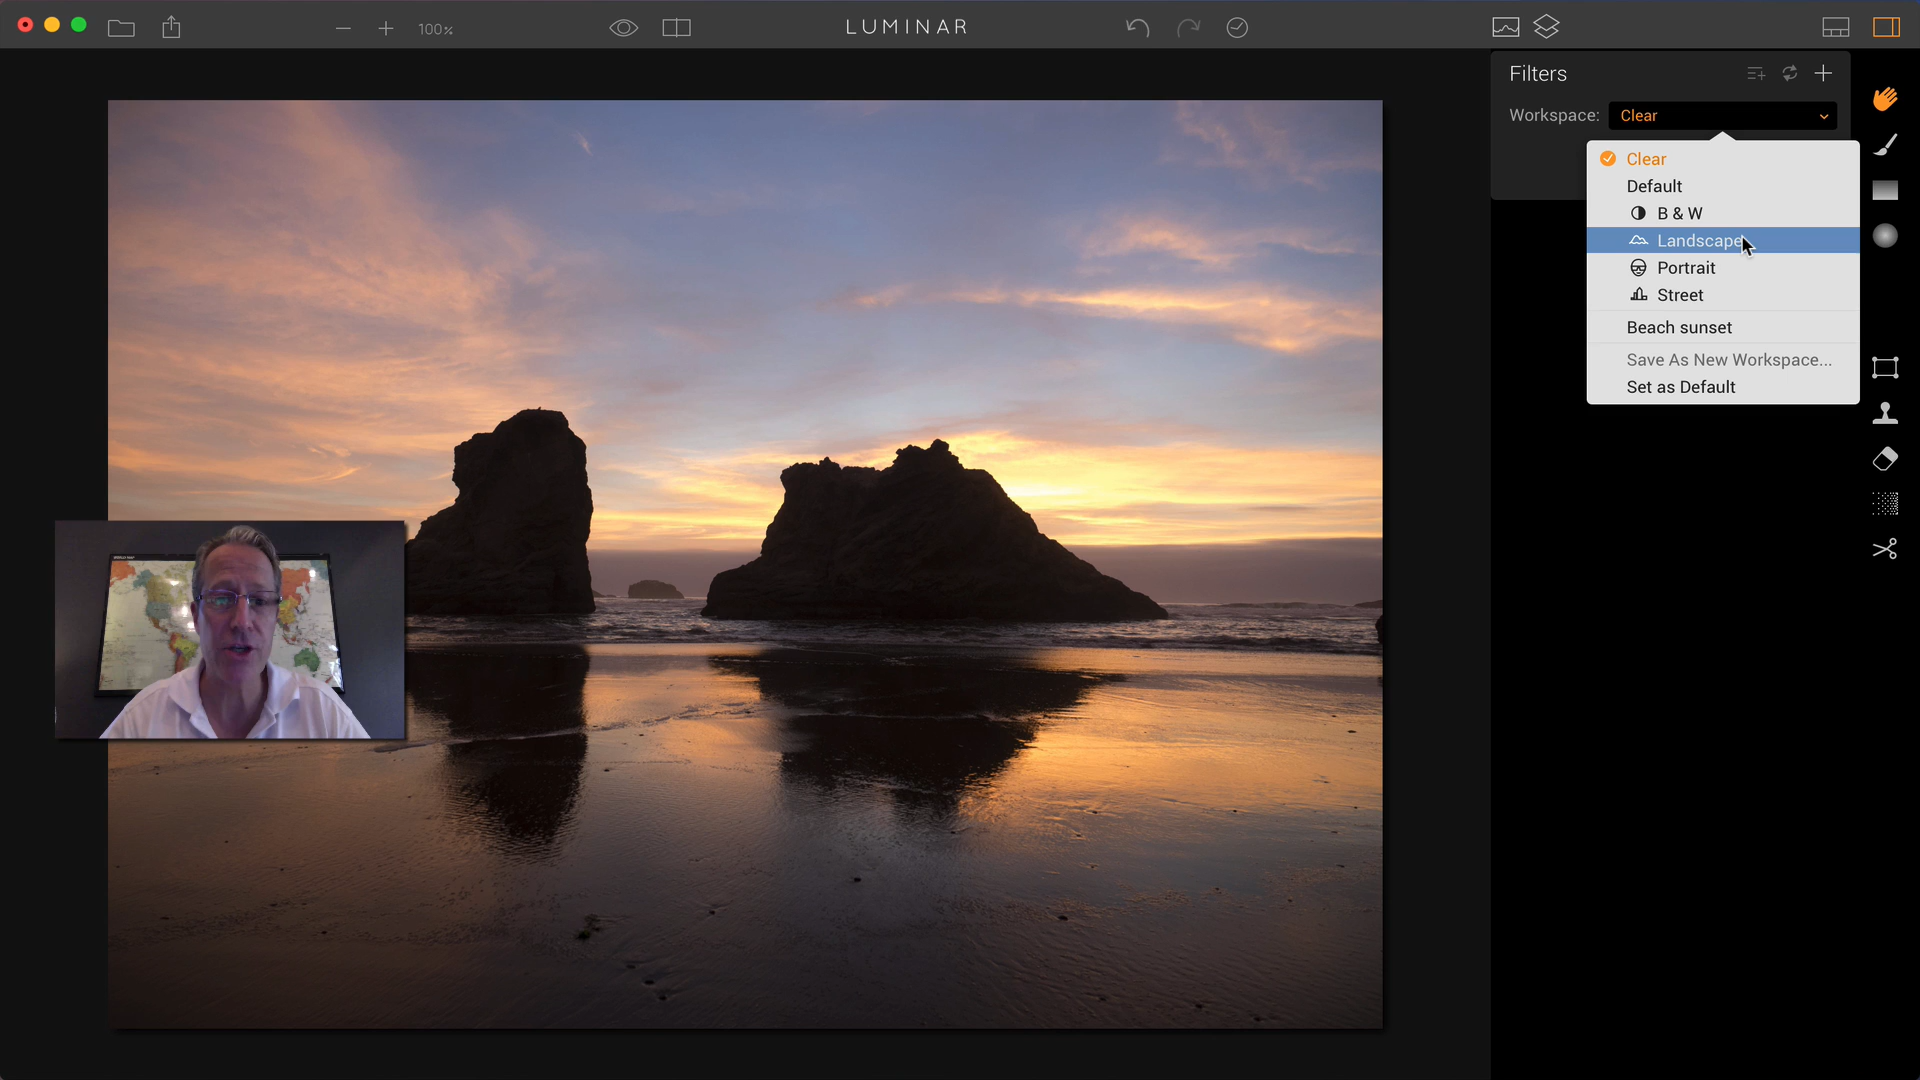 100%
LUMINAR
Filters
Workspace: Clear
Clear
Default
B & W
Landscape
Portrait
Street
Beach sunset
Save As New Workspace...
Set as Default